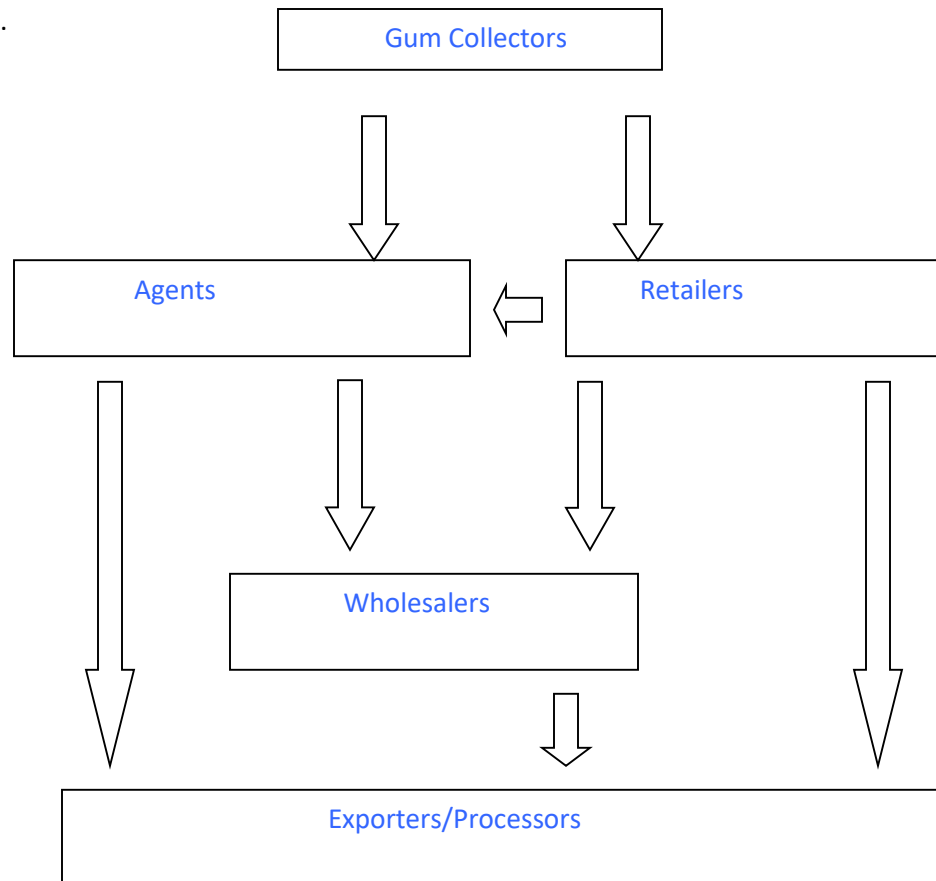 .
Gum Collectors
Agents
Retailers
Wholesalers
Exporters/Processors